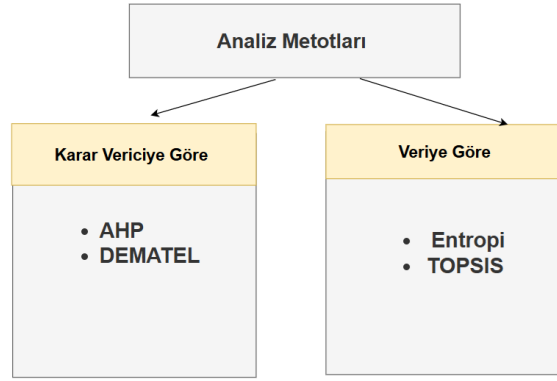 Analiz Metotları
Karar Vericiye Göre
• AHP
• DEMATEL
Veriye Göre
• Entropi
• TOPSIS